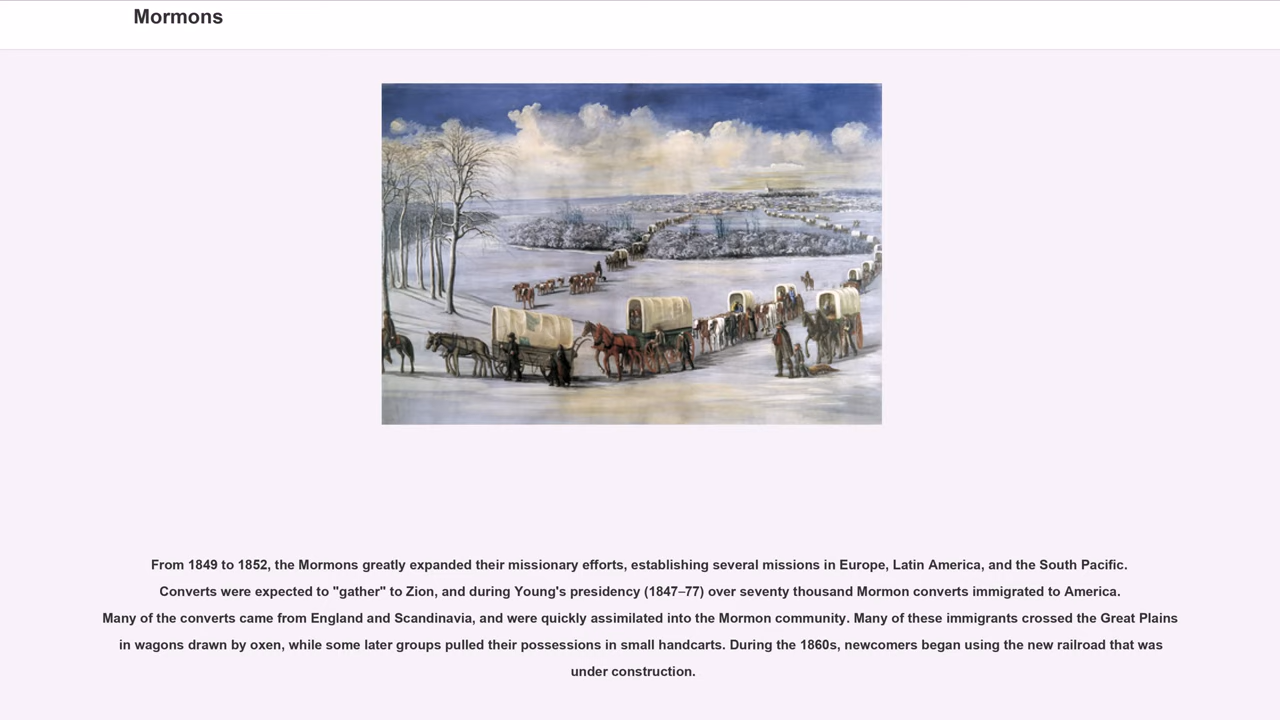 Mormons
From 1849 to 1852, the Mormons greatly expanded their missionary efforts, establishing several missions in Europe, Latin America, and the South Pacific.
Converts were expected to "gather" to Zion, and during Young's presidency (1847–77) over seventy thousand Mormon converts immigrated to America.
Many of the converts came from England and Scandinavia, and were quickly assimilated into the Mormon community. Many of these immigrants crossed the Great Plains
in wagons drawn by oxen, while some later groups pulled their possessions in small handcarts. During the 1860s, newcomers began using the new railroad that was
under construction.